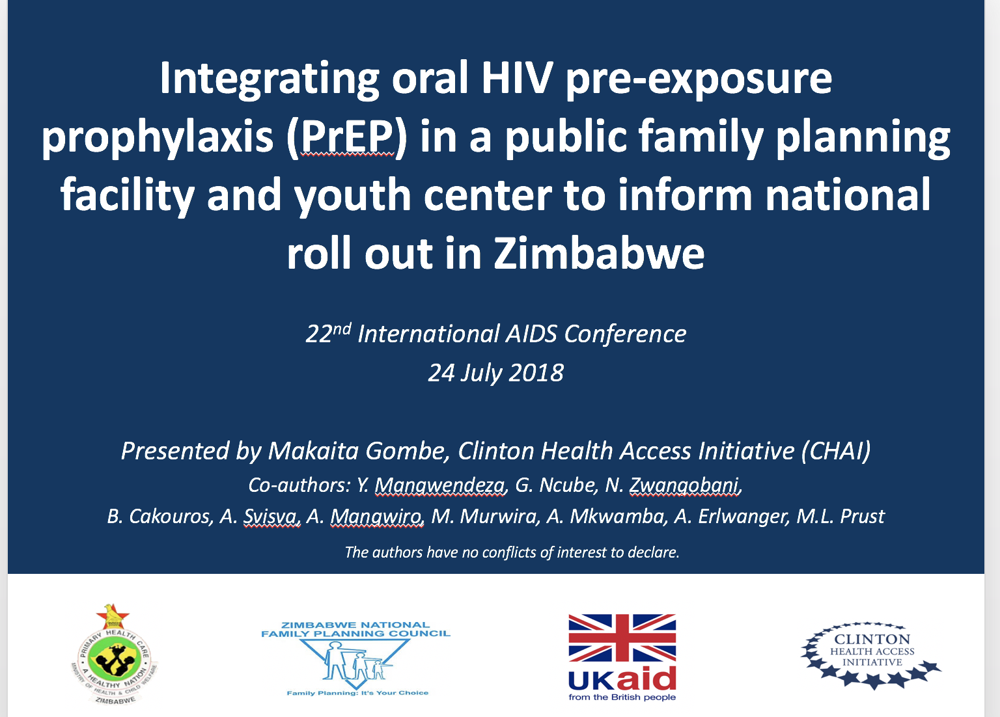 Integrating oral HIV pre-exposure
prophylaxis (PrEP) in a public family planning
facility and youth center to inform national
roll out in Zimbabwe
22nd International AIDS Conference
24 July 2018
Presented by Makaita Gombe, Clinton Health Access Initiative (CHAI)
Co-authors: Y. Mangwendeza, G. Ncube, N. Zwangobani,
B. Cakouros, A. Svisva, A. Mangwiro, M. Murwira, A. Mkwamba, A. Erlwanger, M.L. Prust
The authors have no conflicts of interest to declare.
PRIMARY HEALTH CARE
A HEALTHY NATION
MINISTRY OF HEALTH & CHILD WELFARE
ZIMBABWE
ZIMBABWE NATIONAL
FAMILY PLANNING COUNCIL
Family Planning: It's Your Choice
UKaid
from the British people
CLINTON
HEALTH ACCESS
INITIATIVE